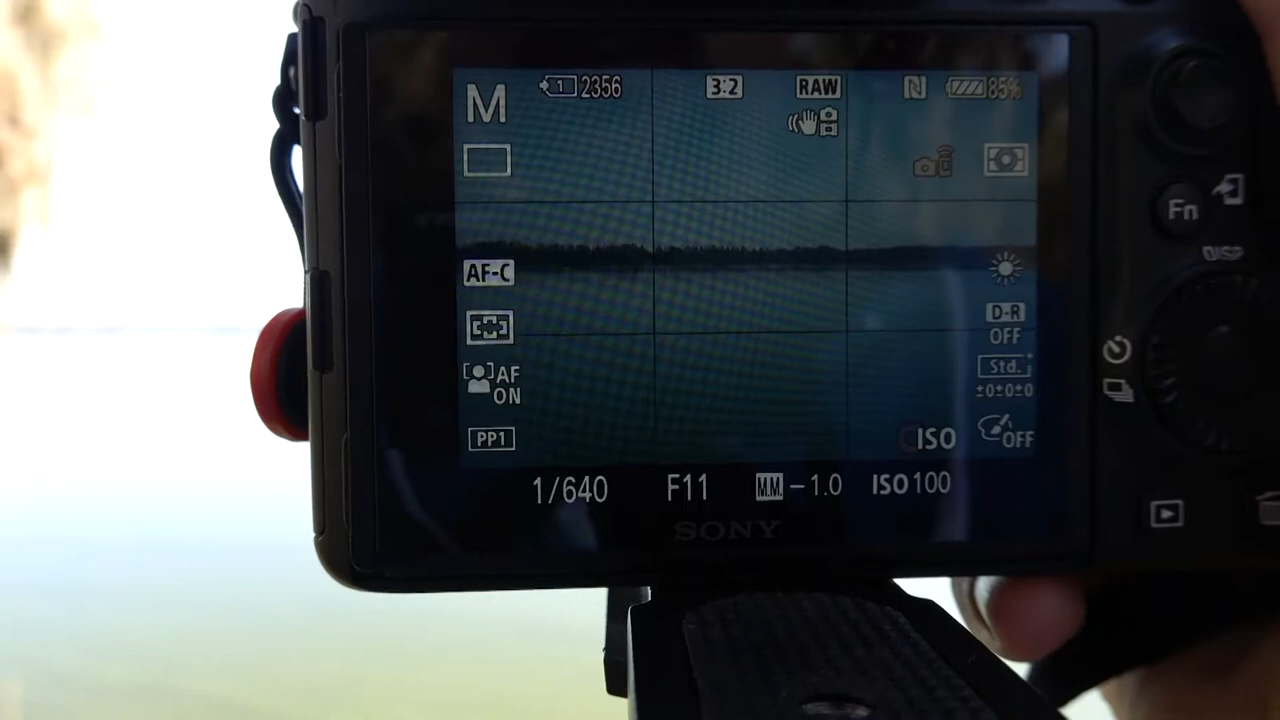 M 1 2356 3:2 RAW N 85%
Fn
DISP
AF-C
D-R
OFF
Std.
AF
ON
±0±0±0
PP1
ISO
OFF
1/640 F11 M.M. −1.0 ISO 100
SONY